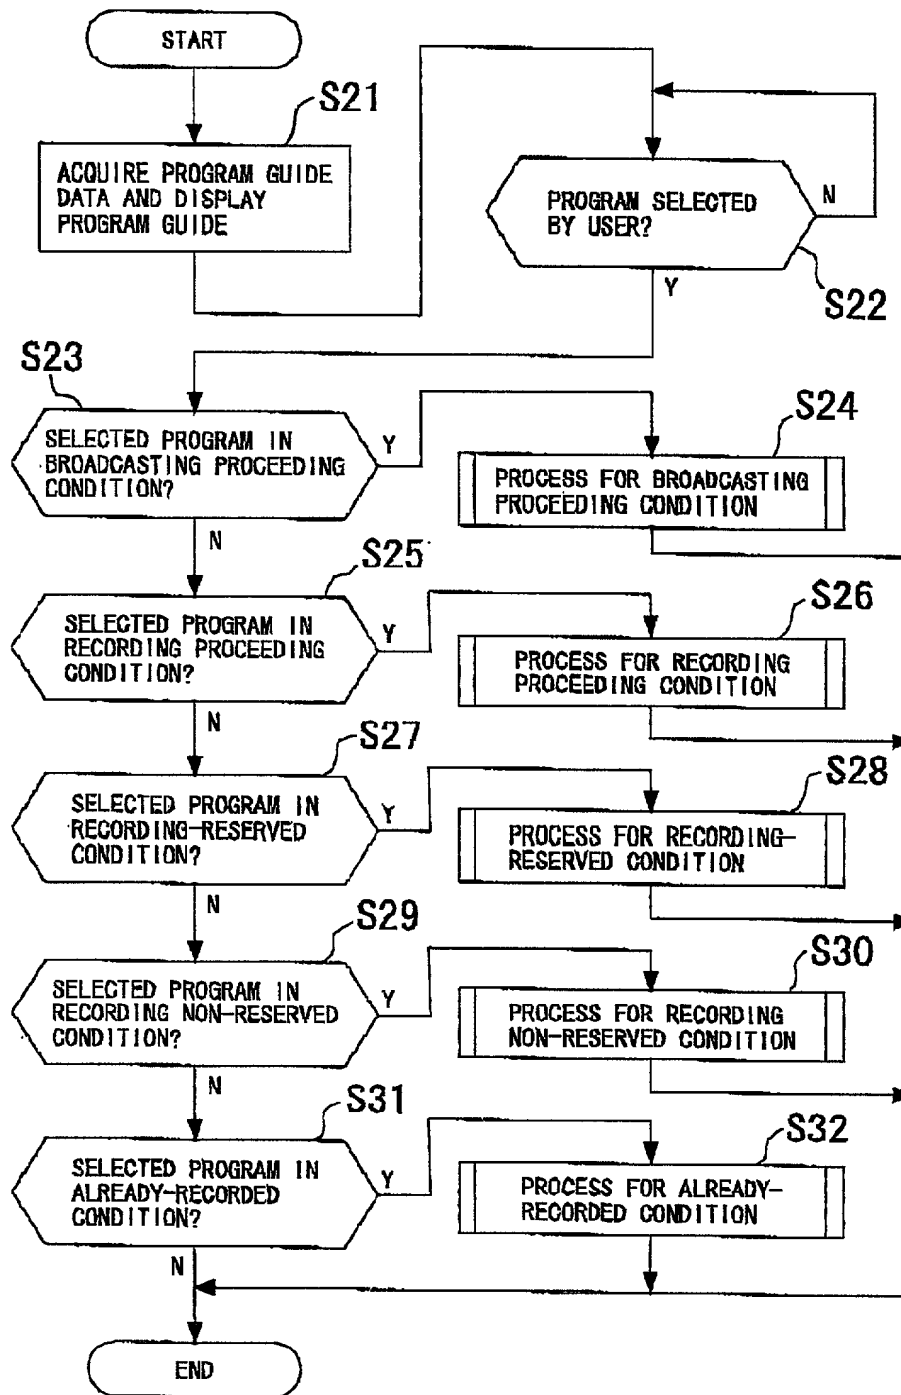 START
S21
ACQUIRE PROGRAM GUIDE
DATA AND DISPLAY
PROGRAM GUIDE
PROGRAM SELECTED
BY USER?
N
Y
S22
S23
SELECTED PROGRAM IN
BROADCASTING PROCEEDING
CONDITION?
Y
N
S24
PROCESS FOR BROADCASTING
PROCEEDING CONDITION
S25
SELECTED PROGRAM IN
RECORDING PROCEEDING
CONDITION?
Y
N
S26
PROCESS FOR RECORDING
PROCEEDING CONDITION
S27
SELECTED PROGRAM IN
RECORDING-RESERVED
CONDITION?
Y
N
S28
PROCESS FOR RECORDING-
RESERVED CONDITION
S29
SELECTED PROGRAM IN
RECORDING NON-RESERVED
CONDITION?
Y
N
S30
PROCESS FOR RECORDING
NON-RESERVED CONDITION
S31
SELECTED PROGRAM IN
ALREADY-RECORDED
CONDITION?
Y
N
S32
PROCESS FOR ALREADY-
RECORDED CONDITION
END